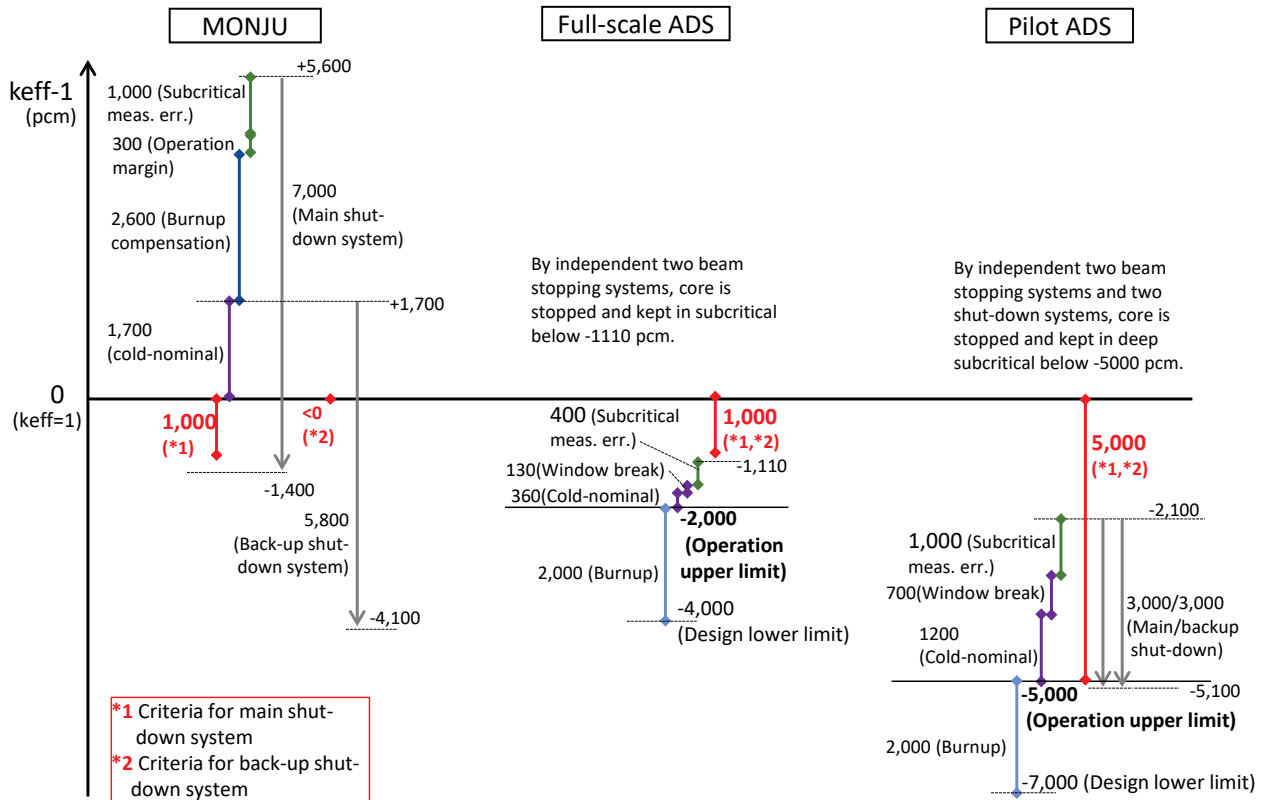 MONJU
Full-scale ADS
Pilot ADS
keff-1
(pcm)
0
(keff=1)
+5,600
1,000 (Subcritical
meas. err.)
300 (Operation
margin)
7,000
(Main shut-
down system)
2,600 (Burnup
compensation)
+1,700
1,700
(cold-nominal)
1,000
(*1)
<0
(*2)
-1,400
5,800
(Back-up shut-
down system)
-4,100
*1 Criteria for main shut-
down system
*2 Criteria for back-up shut-
down system
By independent two beam
stopping systems, core is
stopped and kept in subcritical
below -1110 pcm.
400 (Subcritical
meas. err.)
1,000
(*1,*2)
130(Window break)
-1,110
360(Cold-nominal)
-2,000
(Operation
upper limit)
2,000 (Burnup)
-4,000
(Design lower limit)
By independent two beam
stopping systems and two
shut-down systems, core is
stopped and kept in deep
subcritical below -5000 pcm.
5,000
(*1,*2)
-2,100
1,000 (Subcritical
meas. err.)
700(Window break)
3,000/3,000
(Main/backup
shut-down)
1200
(Cold-nominal)
-5,000
-5,100
(Operation upper limit)
2,000 (Burnup)
-7,000 (Design lower limit)